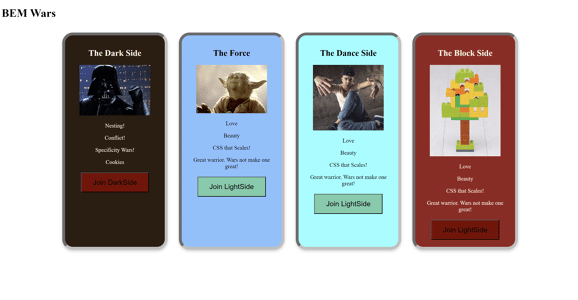 BEM Wars
The Dark Side
Nesting!
Conflict!
Specificity Wars!
Cookies
Join DarkSide
The Force
Love
Beauty
CSS that Scales!
Great warrior. Wars not make one
great!
Join LightSide
The Dance Side
Love
Beauty
CSS that Scales!
Great warrior. Wars not make one
great!
Join LightSide
The Block Side
Love
Beauty
CSS that Scales!
Great warrior. Wars not make one
great!
Join LightSide